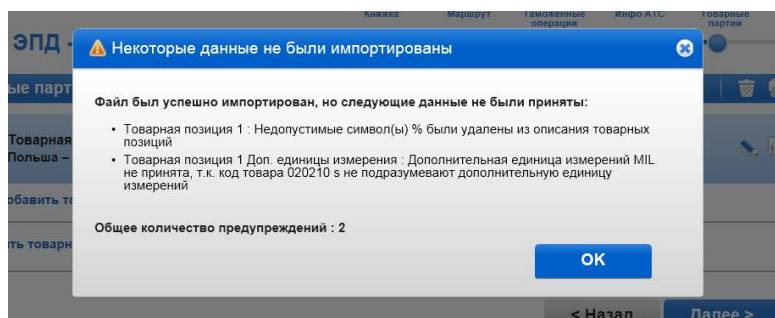 Книжка Маршрут Таможенные Инфо АТС Товарные
операции партии
ЭПД -
⚠ Некоторые данные не были импортированы
ые парт
Файл был успешно импортирован, но следующие данные не были приняты:
• Товарная позиция 1 : Недопустимые символ(ы) % были удалены из описания товарных
позиций
Товарная
Польша –
• Товарная позиция 1 Доп. единицы измерения : Дополнительная единица измерений MIL
не принята, т.к. код товара 020210 s не подразумевают дополнительную единицу
измерений
обавить то
Общее количество предупреждений : 2
ть товарн
OK
< Назад Далее >